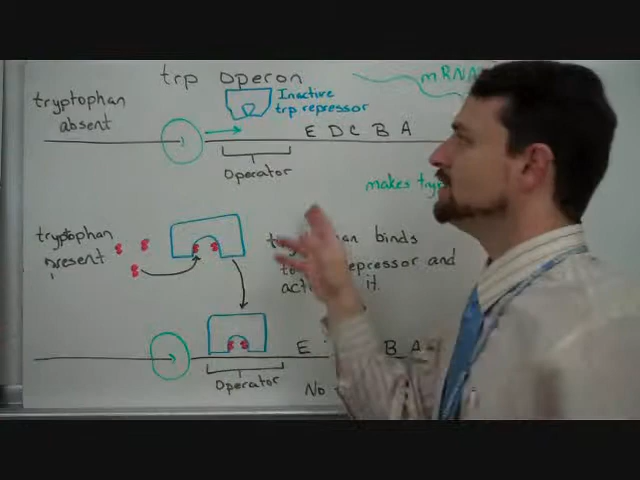 trp operon
mRNA
tryptophan
absent
Inactive
trp repressor
E D C B A
Operator
makes
tryptophan
present
binds
repressor and
it.
E
B A
Operator
No